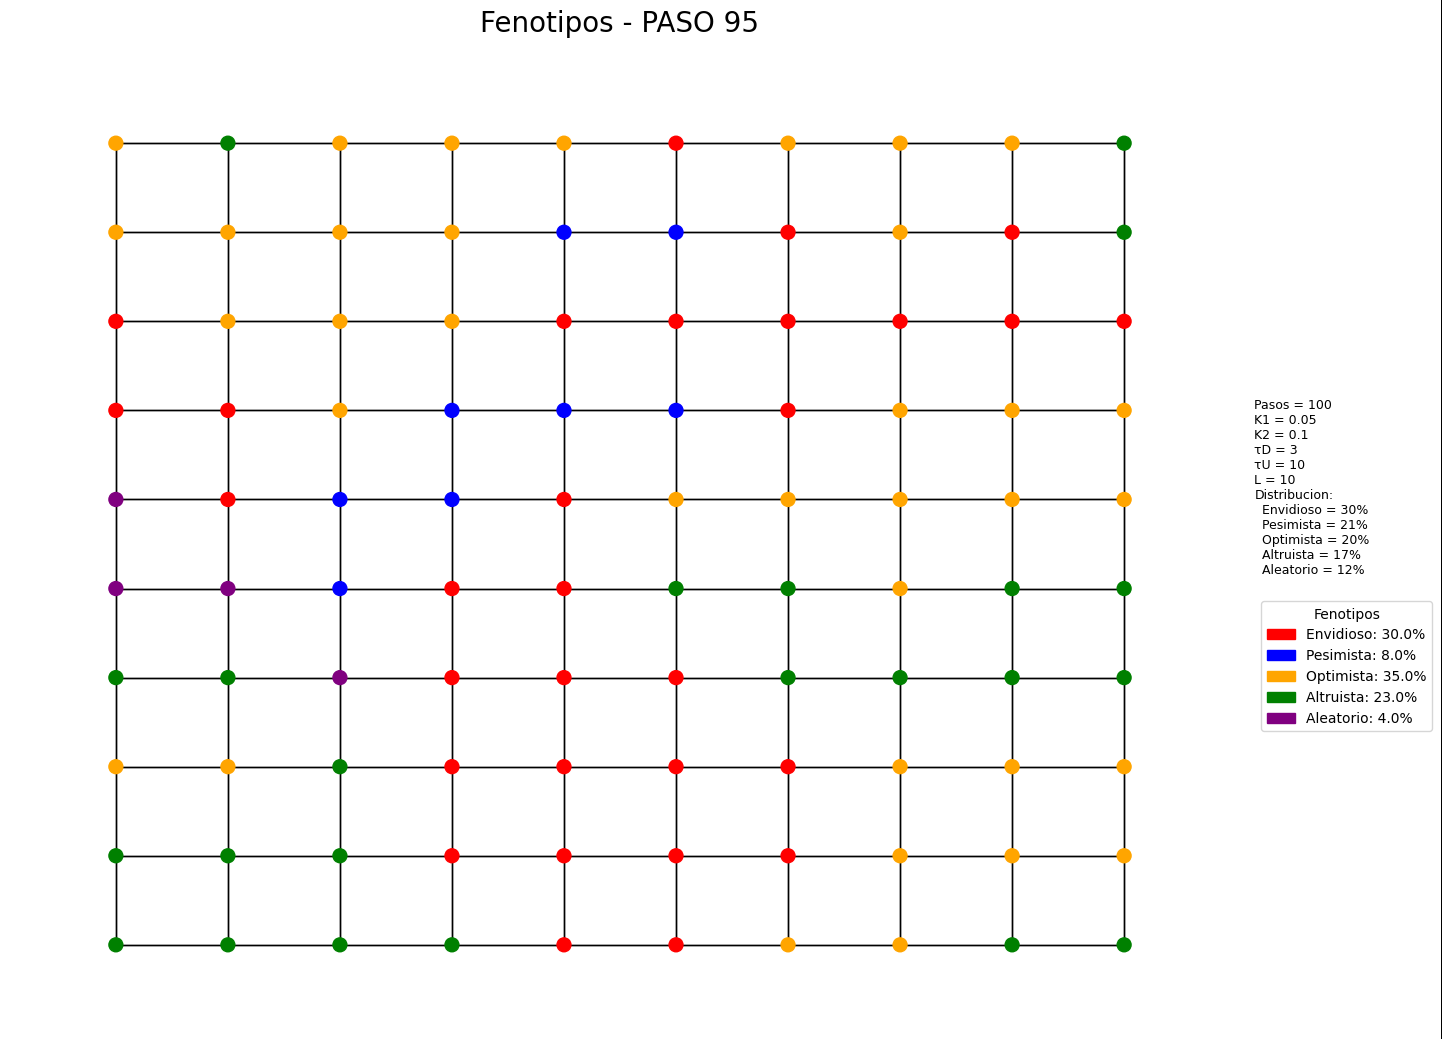 Fenotipos - PASO 95
Pasos = 100
K1 = 0.05
K2 = 0.1
τD = 3
τU = 10
L = 10
Distribucion:
Envidioso = 30%
Pesimista = 21%
Optimista = 20%
Altruista = 17%
Aleatorio = 12%
Fenotipos
Envidioso: 30.0%
Pesimista: 8.0%
Optimista: 35.0%
Altruista: 23.0%
Aleatorio: 4.0%